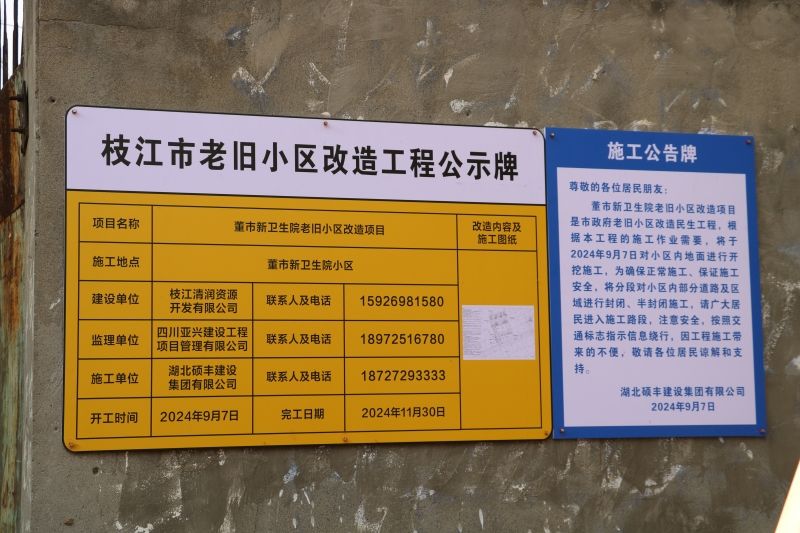 枝江市老旧小区改造工程公示牌
项目名称 董市新卫生院老旧小区改造项目 改造内容及
施工图纸
施工地点 董市新卫生院小区
建设单位 枝江清润资源
开发有限公司 联系人及电话 15926981580
监理单位 四川亚兴建设工程
项目管理有限公司 联系人及电话 18972516780
施工单位 湖北硕丰建设
集团有限公司 联系人及电话 18727293333
开工时间 2024年9月7日 完工日期 2024年11月30日
施工公告牌
尊敬的各位居民朋友：
董市新卫生院老旧小区改造项目
是市政府老旧小区改造民生工程，根
据本工程的施工作业需要，将于
2024年9月7日对小区内地面进行开
挖施工，为确保正常施工、保证施工
安全，将分段对小区内部分道路及区
域进行封闭、半封闭施工，请广大居
民进入施工路段，注意安全，按照交
通标志指示信息绕行，因工程施工带
来的不便，敬请各位居民谅解和支
持。
湖北硕丰建设集团有限公司
2024年9月7日